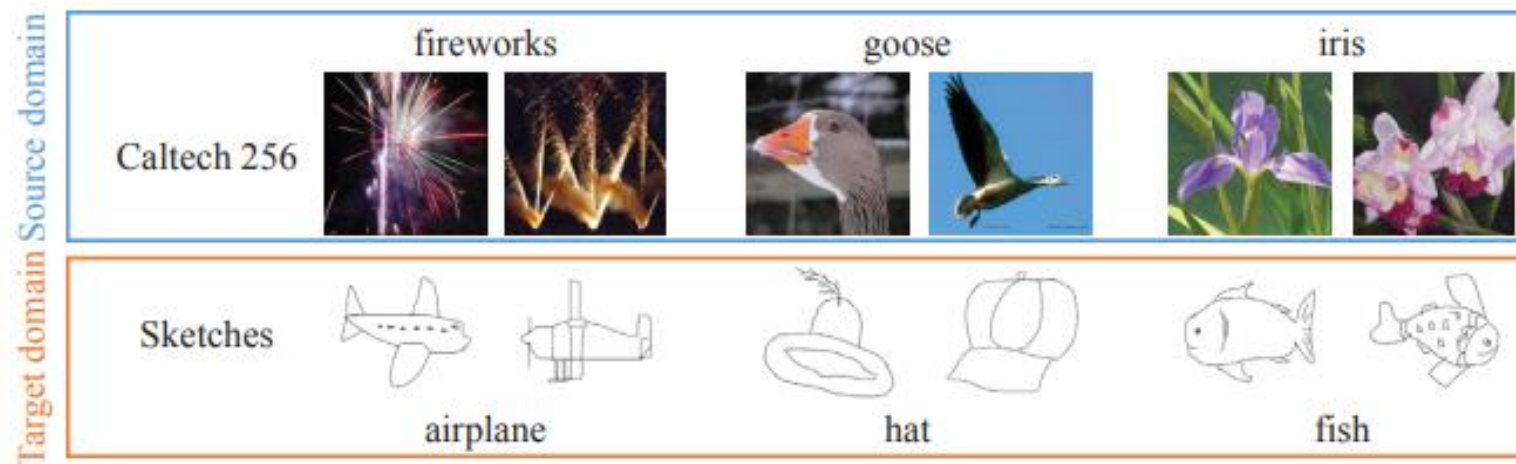 Source domain
fireworks goose iris
Caltech 256
Target domain
Sketches
airplane hat fish